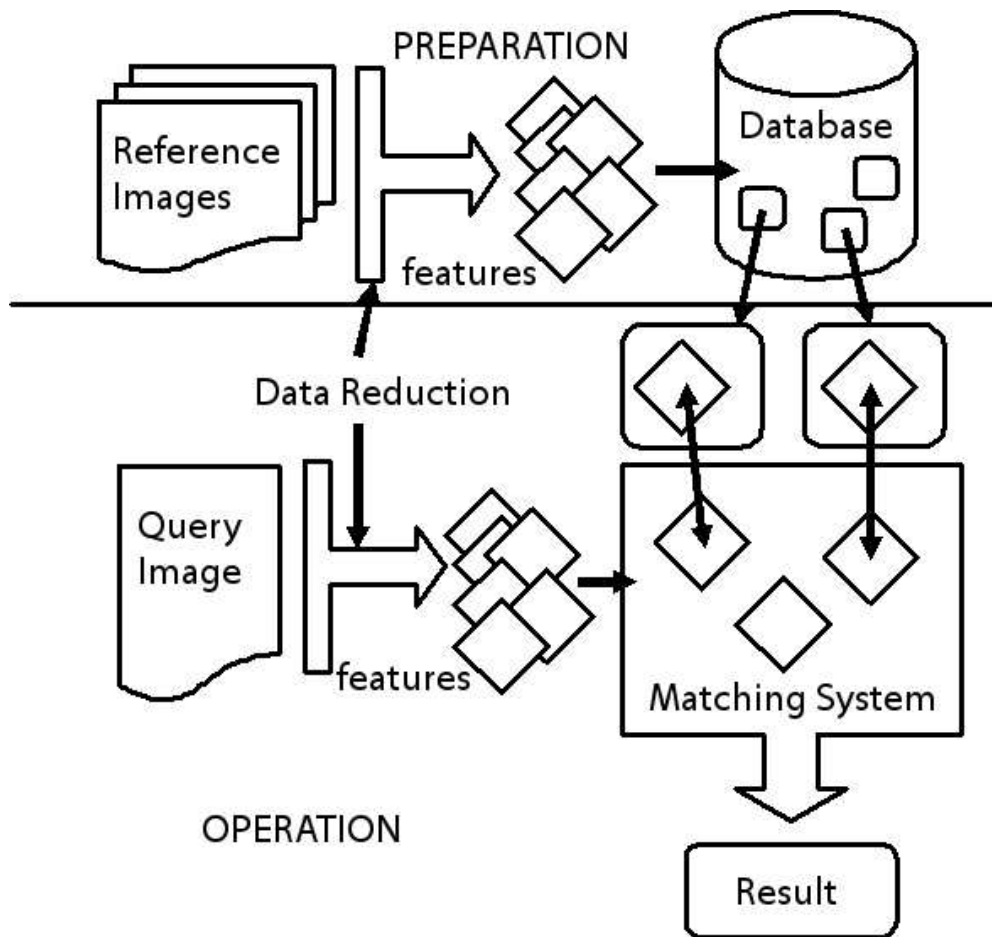 PREPARATION
Reference
Images
Database
features
Data Reduction
Query
Image
features
Matching System
OPERATION
Result